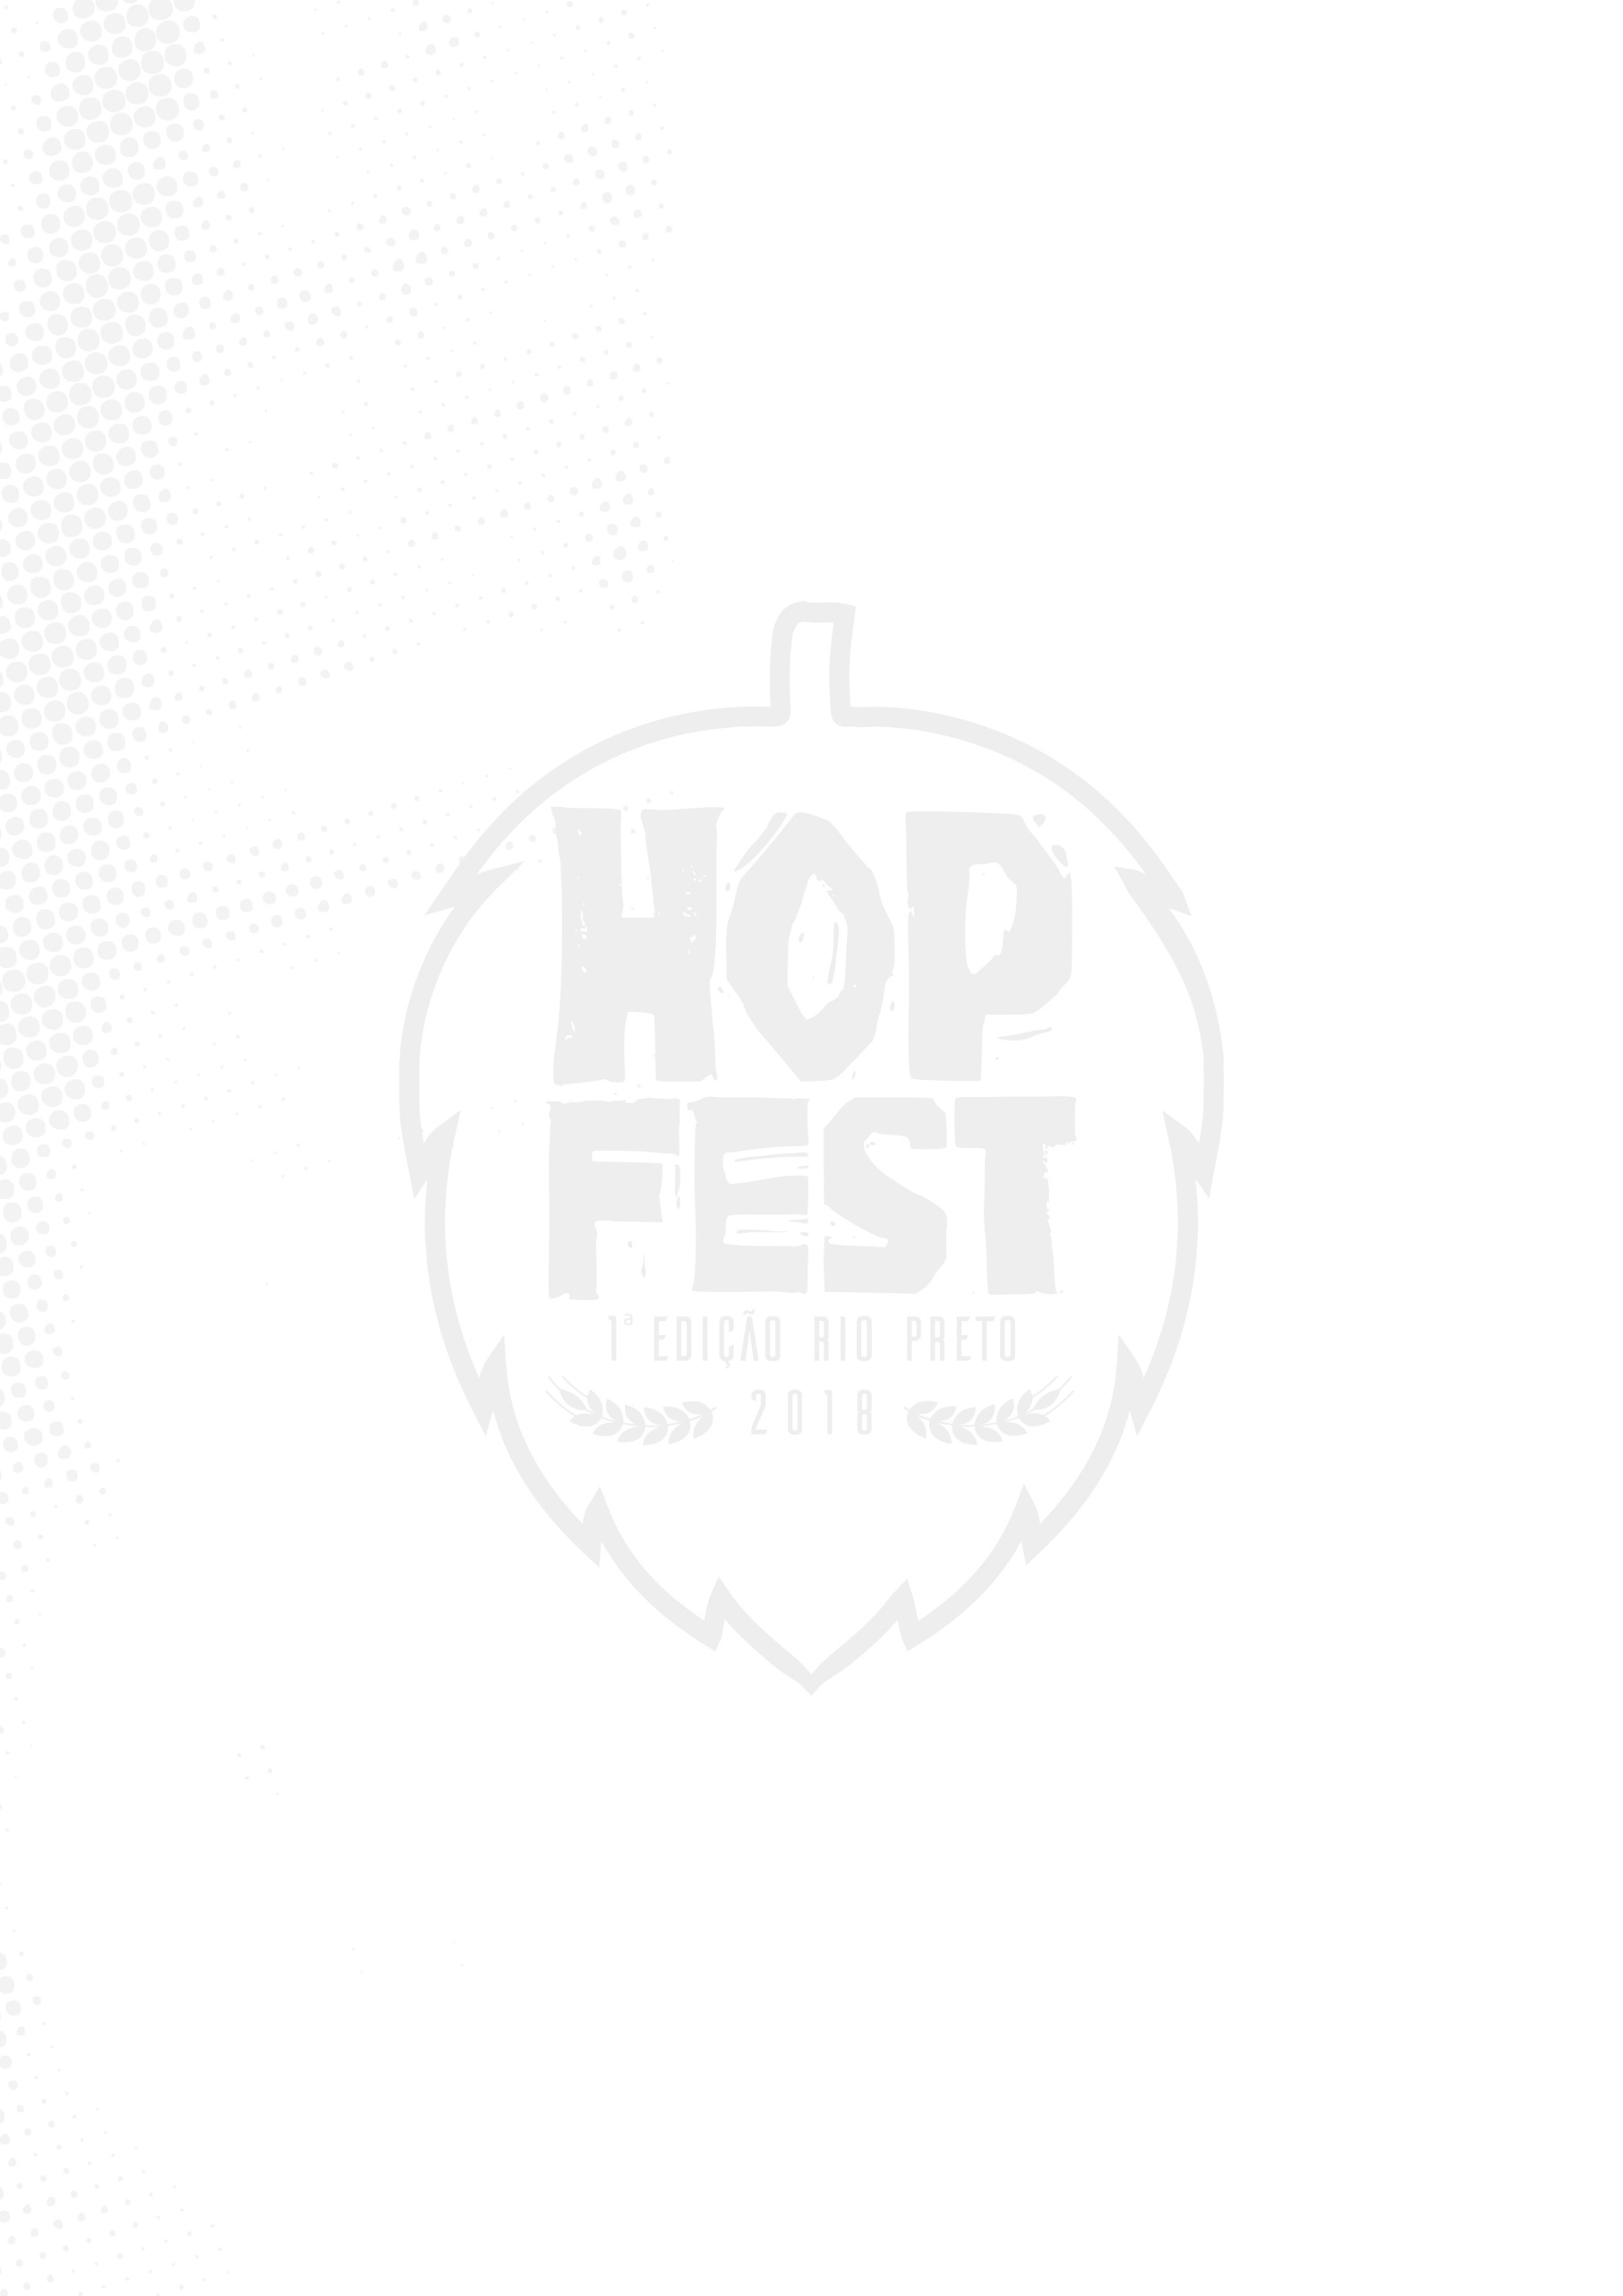 HOP
FEST
1ª EDIÇÃO RIO PRETO
2018